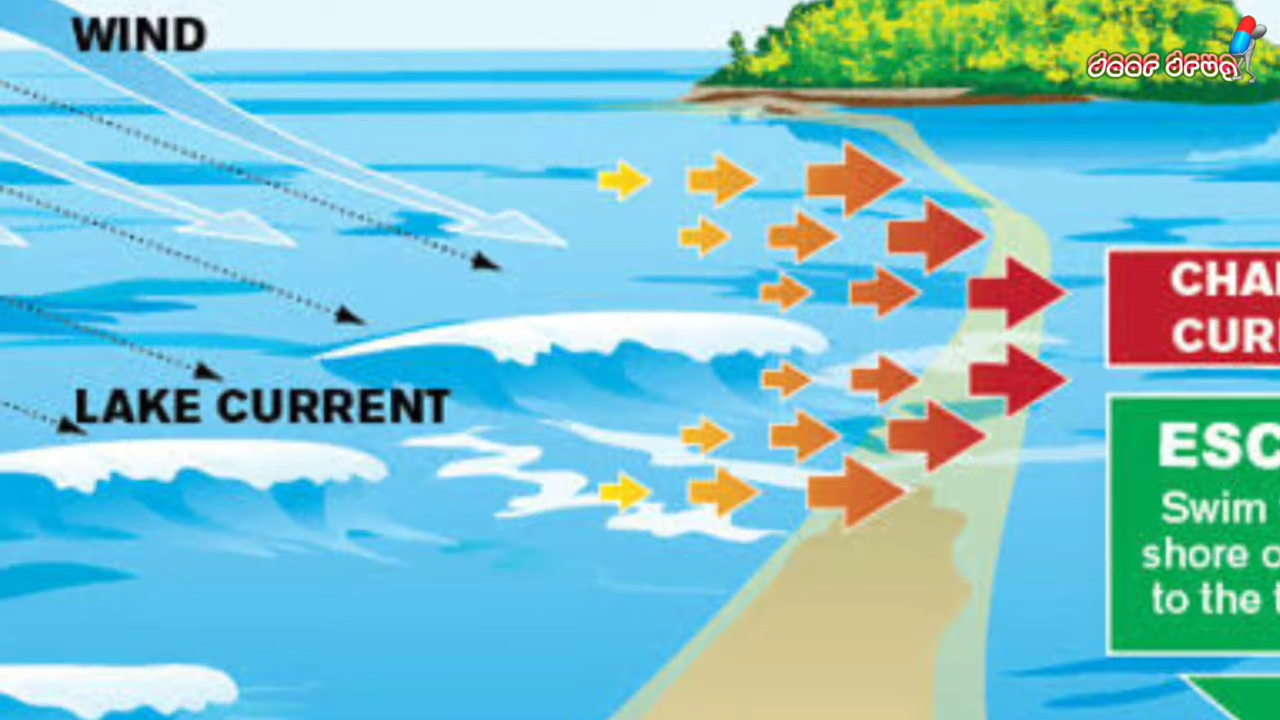 WIND
LAKE CURRENT
CHA
CUR
ESC
Swim
shore
to the